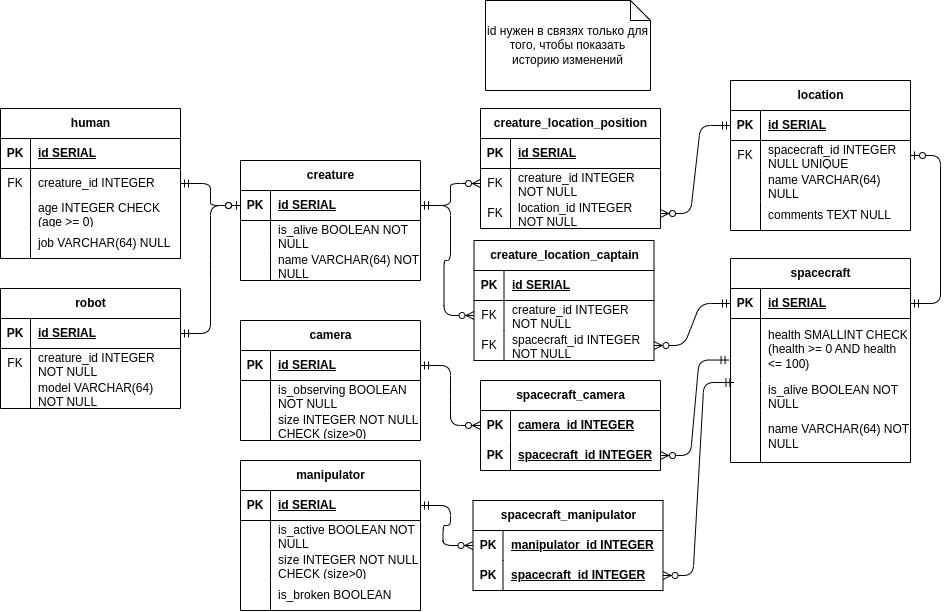 id нужен в связях только для
того, чтобы показать
историю изменений
human
PK id SERIAL
FK creature_id INTEGER
age INTEGER CHECK
(age >= 0)
job VARCHAR(64) NULL
robot
PK id SERIAL
FK creature_id INTEGER
NOT NULL
model VARCHAR(64)
NOT NULL
creature
PK id SERIAL
is_alive BOOLEAN NOT
NULL
name VARCHAR(64) NOT
NULL
camera
PK id SERIAL
is_observing BOOLEAN
NOT NULL
size INTEGER NOT NULL
CHECK (size>0)
manipulator
PK id SERIAL
is_active BOOLEAN NOT
NULL
size INTEGER NOT NULL
CHECK (size>0)
is_broken BOOLEAN
creature_location_position
PK id SERIAL
FK creature_id INTEGER
NOT NULL
FK location_id INTEGER
NOT NULL
creature_location_captain
PK id SERIAL
FK creature_id INTEGER
NOT NULL
FK spacecraft_id INTEGER
NOT NULL
spacecraft_camera
PK camera_id INTEGER
PK spacecraft_id INTEGER
spacecraft_manipulator
PK manipulator_id INTEGER
PK spacecraft_id INTEGER
location
PK id SERIAL
FK spacecraft_id INTEGER
NULL UNIQUE
name VARCHAR(64)
NULL
comments TEXT NULL
spacecraft
PK id SERIAL
health SMALLINT CHECK
(health >= 0 AND health
<= 100)
is_alive BOOLEAN NOT
NULL
name VARCHAR(64) NOT
NULL